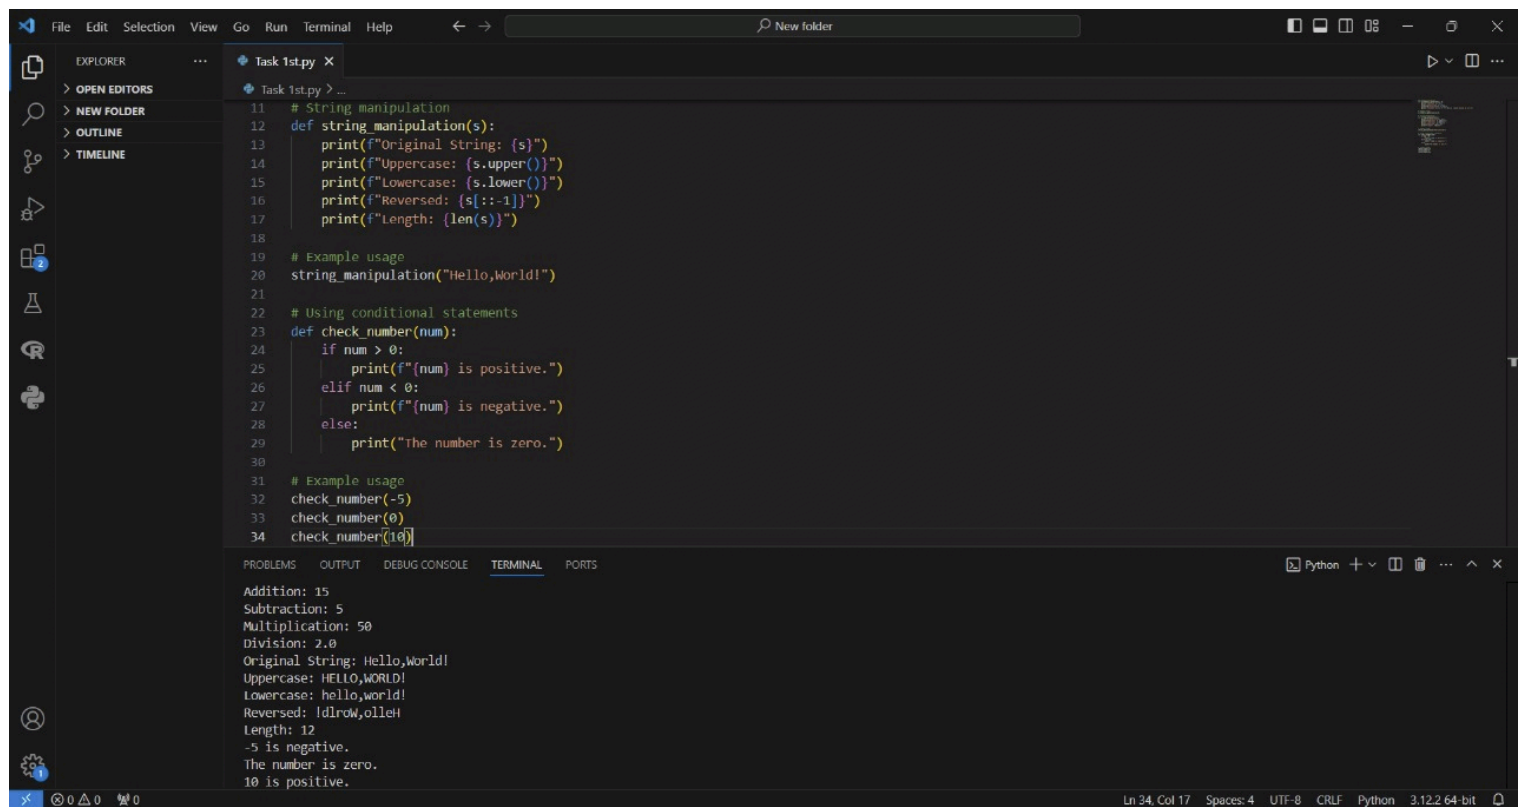 File Edit Selection View Go Run Terminal Help New folder
EXPLORER
OPEN EDITORS
NEW FOLDER
OUTLINE
TIMELINE
2
1
Task 1st.py
Task 1st.py > ...
11 # String manipulation
12 def string_manipulation(s):
13 print(f"Original String: {s}")
14 print(f"Uppercase: {s.upper()}")
15 print(f"Lowercase: {s.lower()}")
16 print(f"Reversed: {s[::-1]}")
17 print(f"Length: {len(s)}")
18
19 # Example usage
20 string_manipulation("Hello,World!")
21
22 # Using conditional statements
23 def check_number(num):
24 if num > 0:
25 print(f"{num} is positive.")
26 elif num < 0:
27 print(f"{num} is negative.")
28 else:
29 print("The number is zero.")
30
31 # Example usage
32 check_number(-5)
33 check_number(0)
34 check_number(10)
PROBLEMS OUTPUT DEBUG CONSOLE TERMINAL PORTS Python
Addition: 15
Subtraction: 5
Multiplication: 50
Division: 2.0
Original String: Hello,World!
Uppercase: HELLO,WORLD!
Lowercase: hello,world!
Reversed: !dlroW,olleH
Length: 12
-5 is negative.
The number is zero.
10 is positive.
0 0 0 Ln 34, Col 17 Spaces: 4 UTF-8 CRLF Python 3.12.2 64-bit